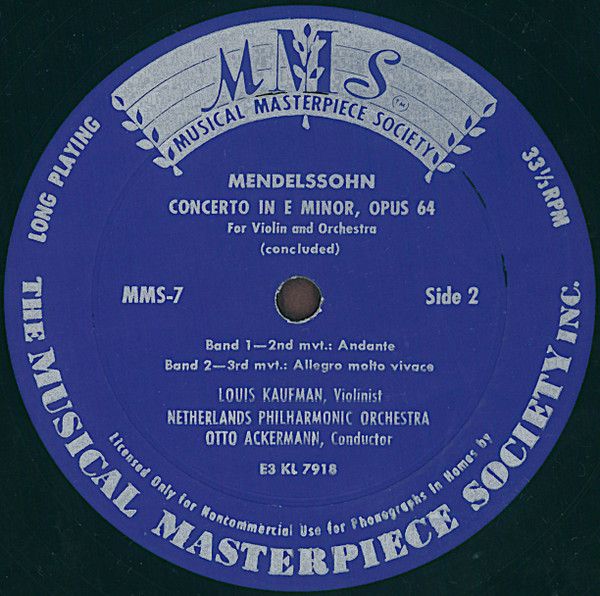 MMS
TM
MUSICAL MASTERPIECE SOCIETY
LONG PLAYING
33⅓ RPM
MENDELSSOHN
CONCERTO IN E MINOR, OPUS 64
For Violin and Orchestra
(concluded)
MMS-7
Side 2
Band 1—2nd mvt.: Andante
Band 2—3rd mvt.: Allegro molto vivace
LOUIS KAUFMAN, Violinist
NETHERLANDS PHILHARMONIC ORCHESTRA
OTTO ACKERMANN, Conductor
E3 KL 7918
Licensed Only for Noncommercial Use for Phonographs in Homes by
THE MUSICAL MASTERPIECE SOCIETY INC.